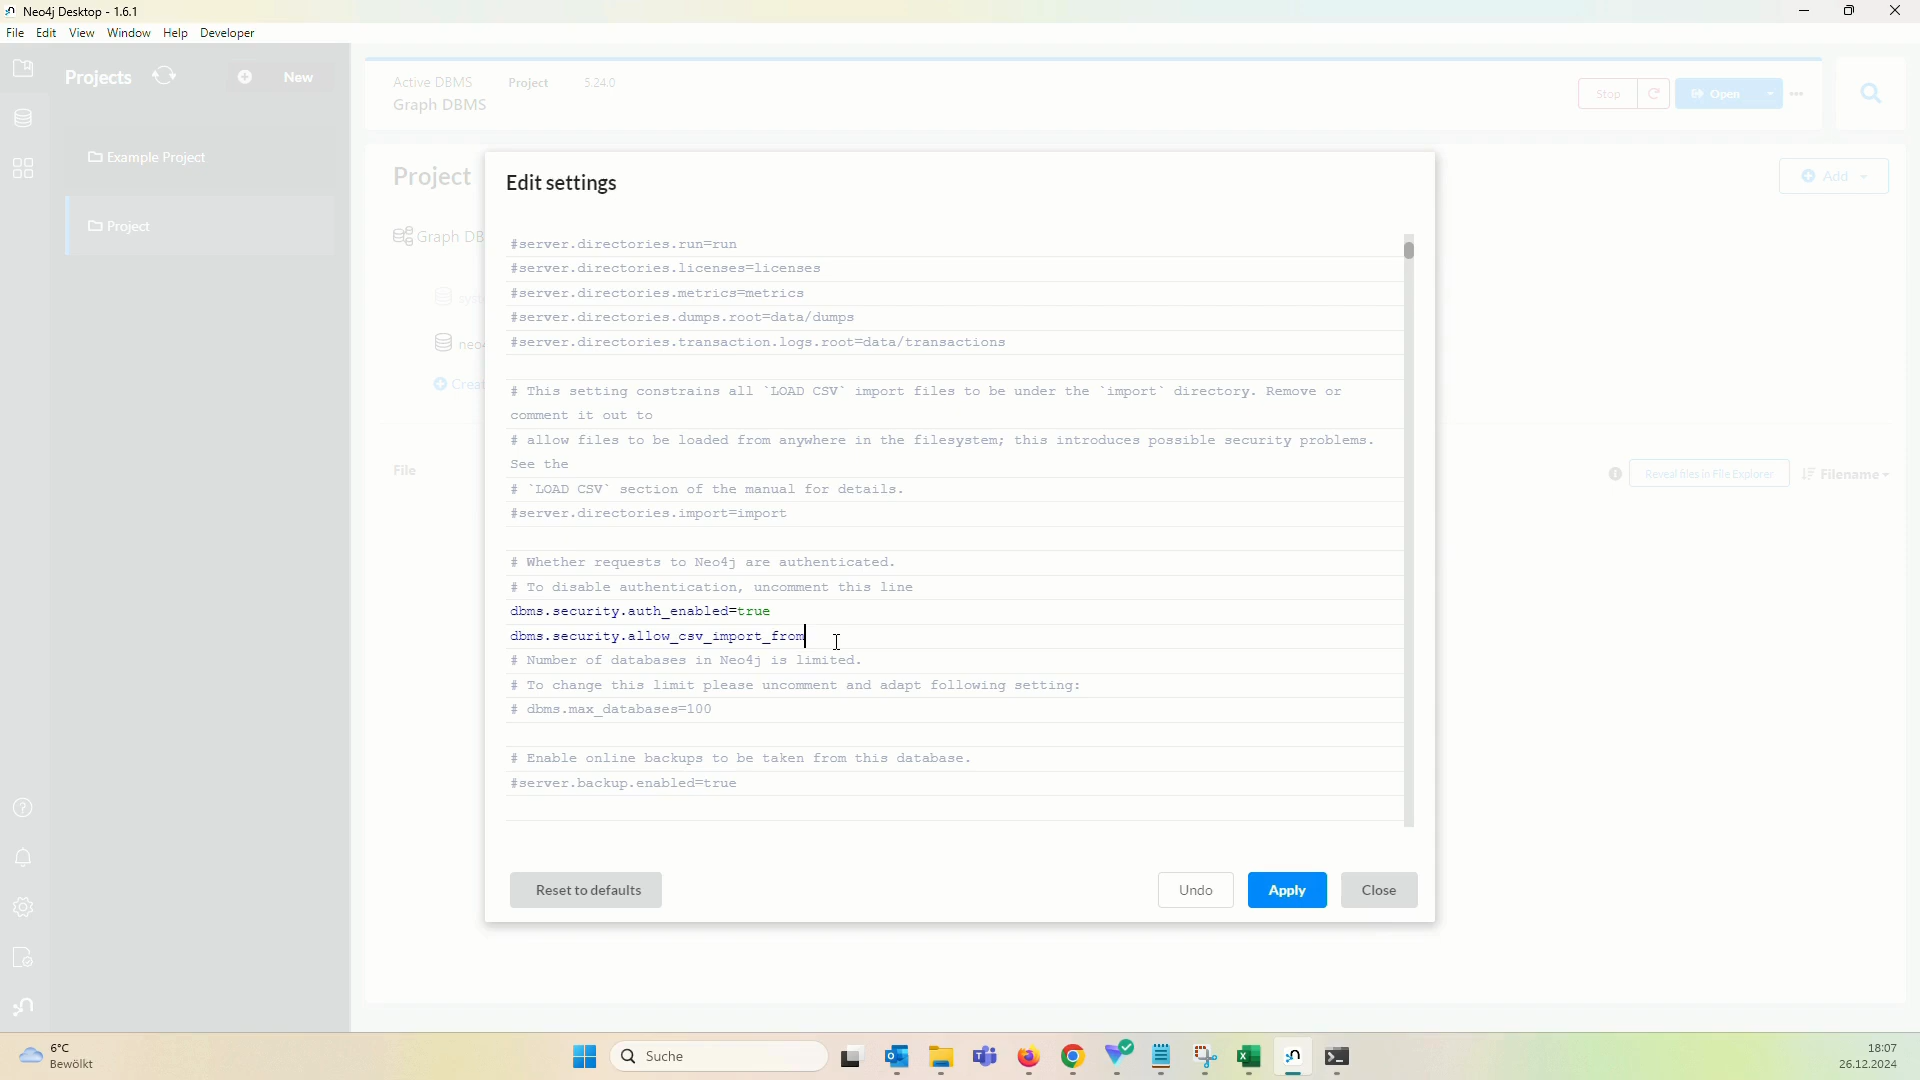 Neo4j Desktop - 1.6.1
File Edit View Window Help Developer
Projects New
Example Project
Project
Active DBMS Project 5.24.0
Graph DBMS
Stop Open
Project
Add
Graph DB
syst
neo4
Creat
File
Reveal files in File Explorer Filename
Edit settings
#server.directories.run=run
#server.directories.licenses=licenses
#server.directories.metrics=metrics
#server.directories.dumps.root=data/dumps
#server.directories.transaction.logs.root=data/transactions
# This setting constrains all `LOAD CSV` import files to be under the `import` directory. Remove or
comment it out to
# allow files to be loaded from anywhere in the filesystem; this introduces possible security problems.
See the
# `LOAD CSV` section of the manual for details.
#server.directories.import=import
# Whether requests to Neo4j are authenticated.
# To disable authentication, uncomment this line
dbms.security.auth_enabled=true
dbms.security.allow_csv_import_from
# Number of databases in Neo4j is limited.
# To change this limit please uncomment and adapt following setting:
# dbms.max_databases=100
# Enable online backups to be taken from this database.
#server.backup.enabled=true
Reset to defaults Undo Apply Close
6°C
Bewölkt
Suche
18:07
26.12.2024